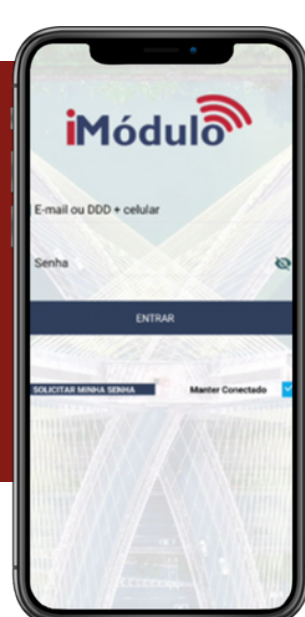 iMódulo
E-mail ou DDD + celular
Senha
ENTRAR
SOLICITAR MINHA SENHA Manter Conectado